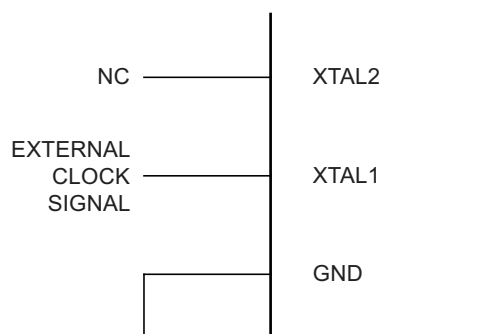 NC
XTAL2
EXTERNAL
CLOCK
SIGNAL
XTAL1
GND